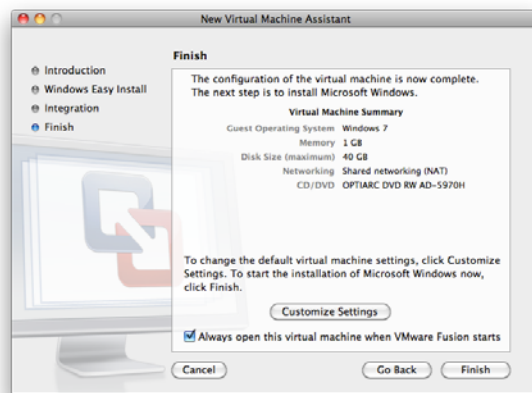 New Virtual Machine Assistant
Finish
Introduction
Windows Easy Install
Integration
Finish
The configuration of the virtual machine is now complete.
The next step is to install Microsoft Windows.
Virtual Machine Summary
Guest Operating System Windows 7
Memory 1 GB
Disk Size (maximum) 40 GB
Networking Shared networking (NAT)
CD/DVD OPTIARC DVD RW AD-5970H
To change the default virtual machine settings, click Customize
Settings. To start the installation of Microsoft Windows now,
click Finish.
Customize Settings
Always open this virtual machine when VMware Fusion starts
Cancel
Go Back
Finish